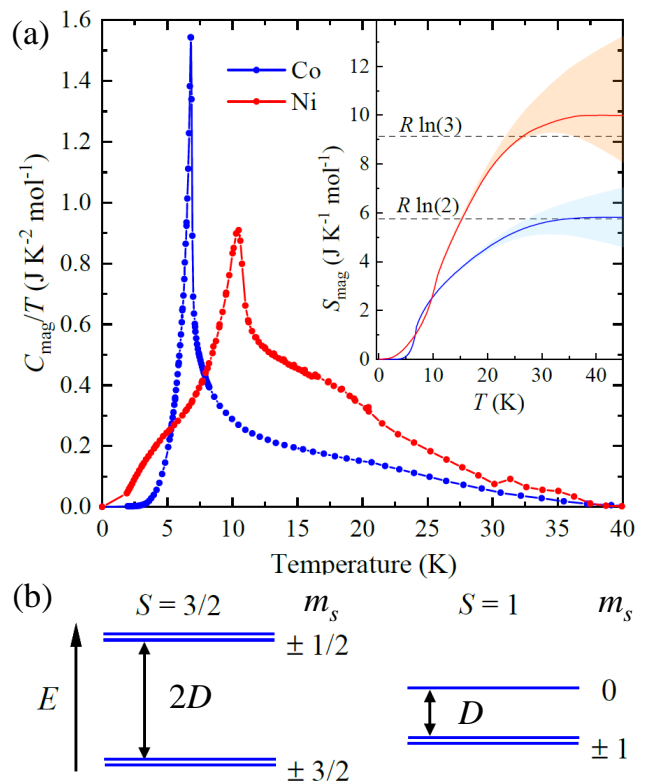 (a)
1.6
1.4
1.2
1.0
0.8
0.6
0.4
0.2
0.0
C_mag/T (J K⁻² mol⁻¹)
Co
Ni
12
10
8
6
4
2
0
S_mag (J K⁻¹ mol⁻¹)
R ln(3)
R ln(2)
0 10 20 30 40
T (K)
0 5 10 15 20 25 30 35 40
Temperature (K)
(b)
S = 3/2 m_s S = 1 m_s
± 1/2
E 2D D 0
± 1
± 3/2